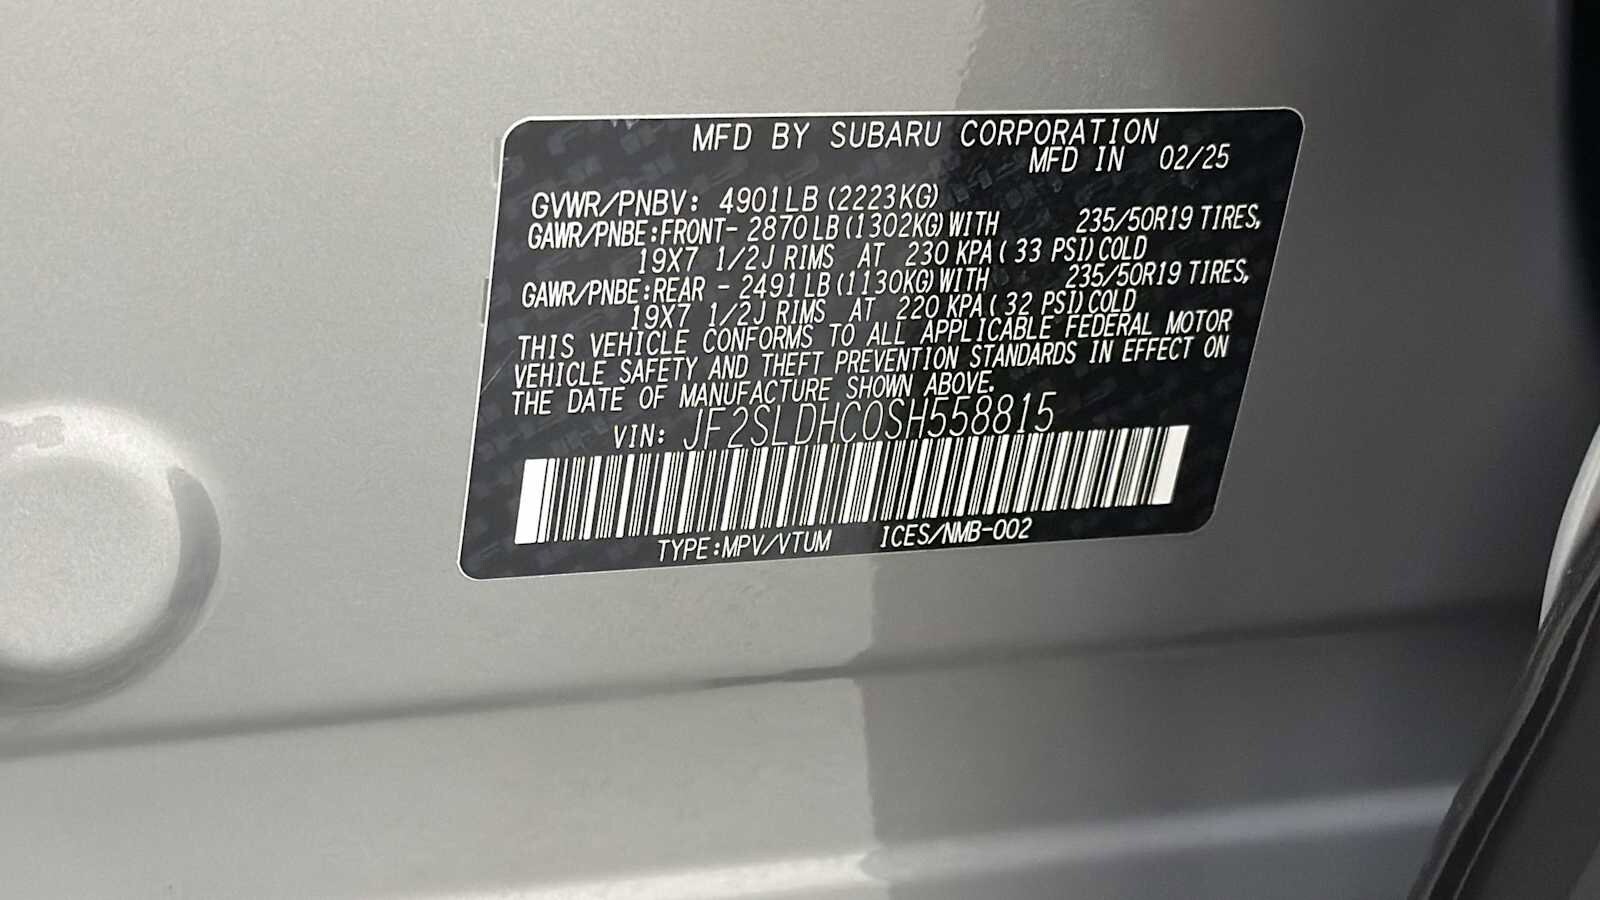 MFD BY SUBARU CORPORATION
MFD IN 02/25
GVWR/PNBV: 4901LB (2223KG)
GAWR/PNBE:FRONT- 2870 LB (1302KG) WITH 235/50R19 TIRES,
19X7 1/2J RIMS AT 230 KPA ( 33 PSI) COLD
GAWR/PNBE:REAR - 2491 LB (1130KG) WITH 235/50R19 TIRES,
19X7 1/2J RIMS AT 220 KPA ( 32 PSI) COLD
THIS VEHICLE CONFORMS TO ALL APPLICABLE FEDERAL MOTOR
VEHICLE SAFETY AND THEFT PREVENTION STANDARDS IN EFFECT ON
THE DATE OF MANUFACTURE SHOWN ABOVE.
VIN: JF2SLDHC0SH558815
TYPE:MPV/VTUM ICES/NMB-002